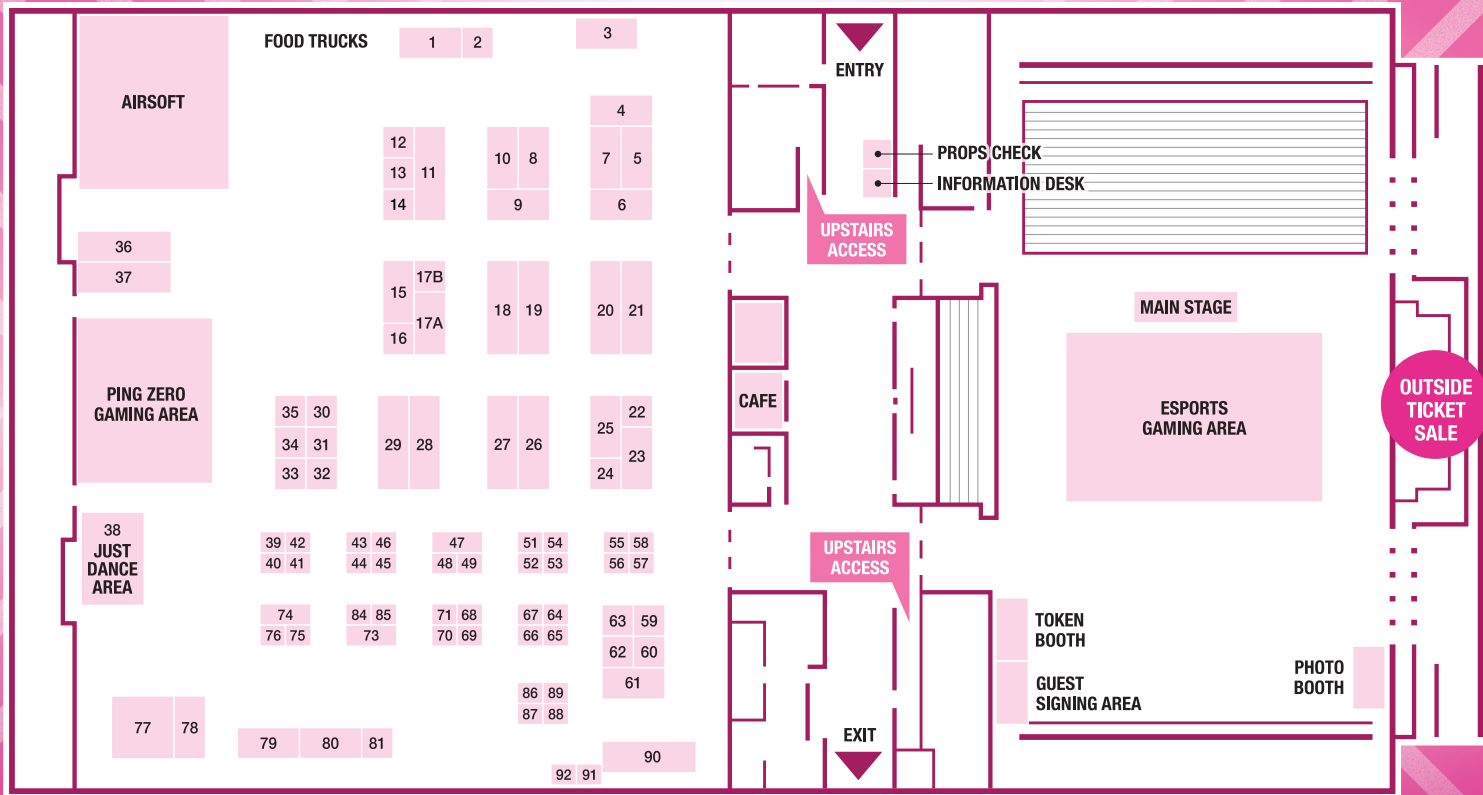 FOOD TRUCKS
1 2
3
ENTRY
AIRSOFT
4
12
13
14
11
10 8
9
7 5
6
PROPS CHECK
INFORMATION DESK
UPSTAIRS
ACCESS
36
37
15
16
17B
17A
18 19
20 21
MAIN STAGE
PING ZERO
GAMING AREA
35 30
34 31
33 32
29 28
27 26
25
24
22
23
CAFE
ESPORTS
GAMING AREA
OUTSIDE
TICKET
SALE
38
JUST
DANCE
AREA
39 42
40 41
43 46
44 45
47
48 49
51 54
52 53
55 58
56 57
UPSTAIRS
ACCESS
74
76 75
84 85
73
71 68
70 69
67 64
66 65
63 59
62 60
61
TOKEN
BOOTH
GUEST
SIGNING AREA
PHOTO
BOOTH
77 78
79 80 81
86 89
87 88
90
92 91
EXIT